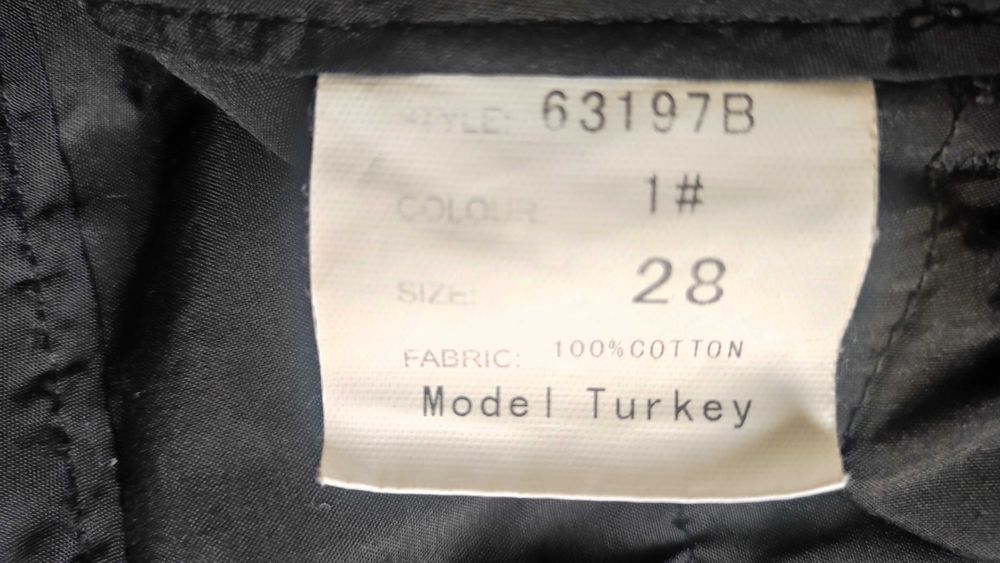 STYLE: 63197B
COLOUR 1#
SIZE: 28
FABRIC: 100%COTTON
Model Turkey